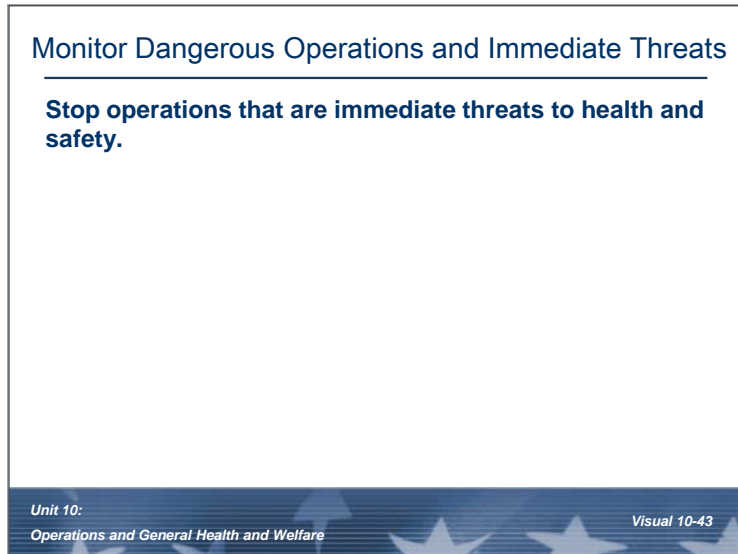 Monitor Dangerous Operations and Immediate Threats
Stop operations that are immediate threats to health and
safety.
Unit 10:
Operations and General Health and Welfare
Visual 10-43